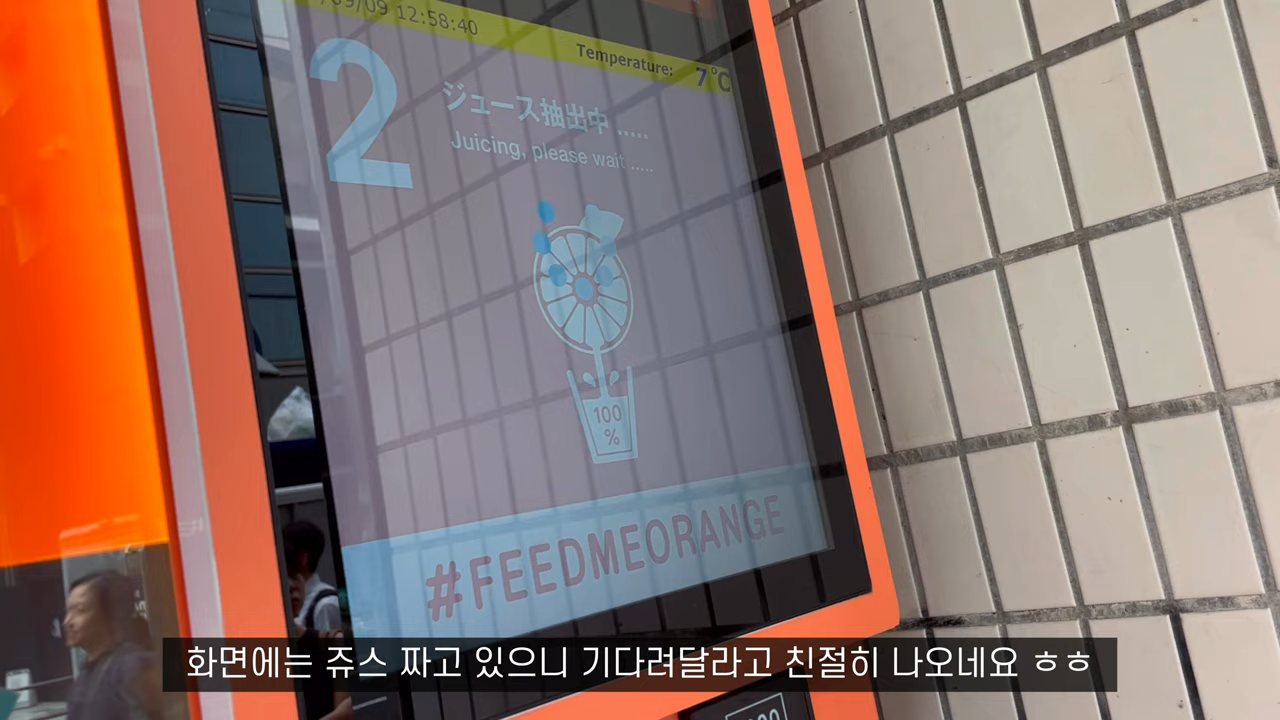 /09/09 12:58:40
Temperature: 7℃
2
ジュース抽出中 .....
Juicing, please wait .....
100
%
#FEEDMEORANGE
화면에는 쥬스 짜고 있으니 기다려달라고 친절히 나오네요 ㅎㅎ